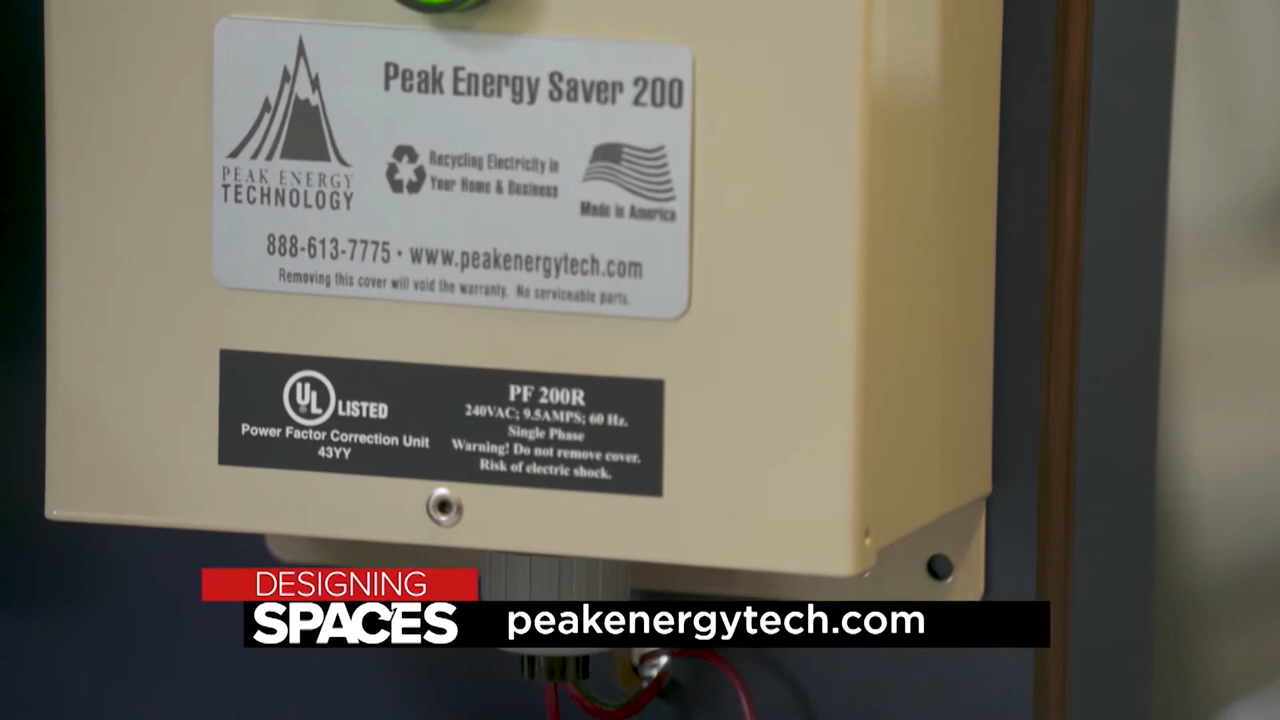 Peak Energy Saver 200
PEAK ENERGY
TECHNOLOGY
Recycling Electricity in
Your Home & Business
Made in America
888-613-7775 • www.peakenergytech.com
Removing this cover will void the warranty. No serviceable parts.
UL LISTED
Power Factor Correction Unit
43YY
PF 200R
240VAC; 9.5AMPS; 60 Hz.
Single Phase
Warning! Do not remove cover.
Risk of electric shock.
DESIGNING
SPACES
peakenergytech.com